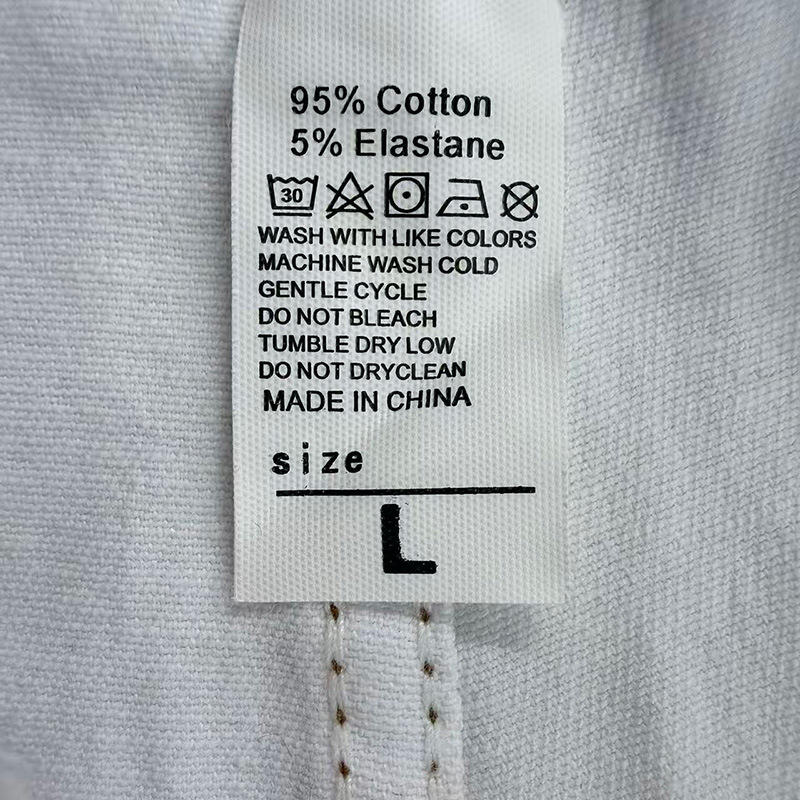 95% Cotton
5% Elastane
30
WASH WITH LIKE COLORS
MACHINE WASH COLD
GENTLE CYCLE
DO NOT BLEACH
TUMBLE DRY LOW
DO NOT DRYCLEAN
MADE IN CHINA
size
L